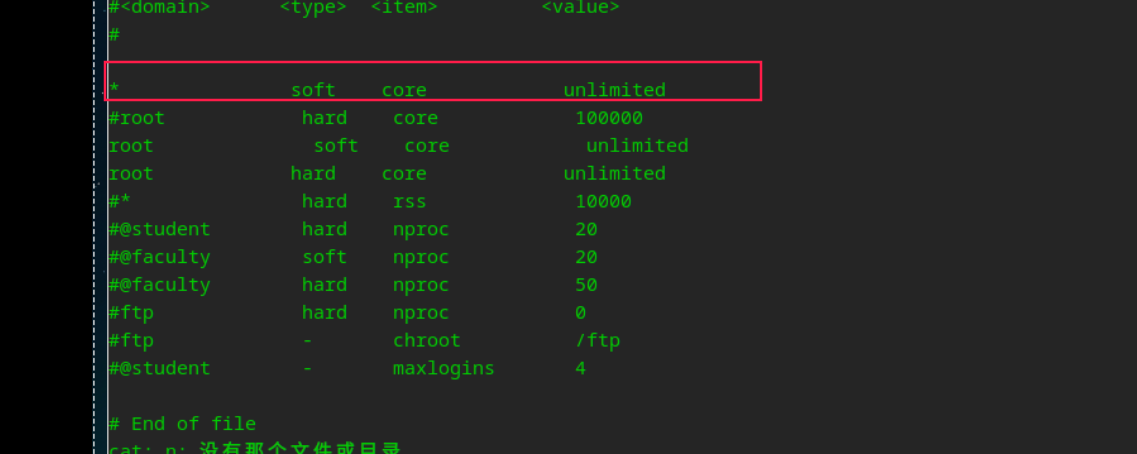 #<domain>      <type>  <item>         <value>
#
*               soft    core            unlimited
#root            hard    core            100000
root              soft    core            unlimited
root            hard    core            unlimited
#*               hard    rss             10000
#@student        hard    nproc           20
#@faculty        soft    nproc           20
#@faculty        hard    nproc           50
#ftp             hard    nproc           0
#ftp             -       chroot          /ftp
#@student        -       maxlogins       4
# End of file
cat: n: 没有那个文件或目录